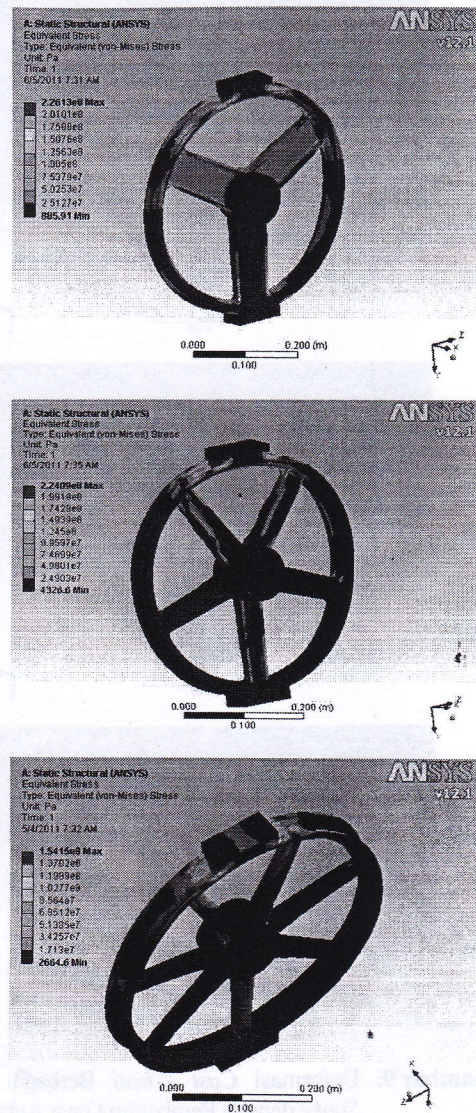 A: Static Structural (ANSYS)
Equivalent Stress
Type: Equivalent (von-Mises) Stress
Unit: Pa
Time: 1
6/5/2011 7:31 AM
2.2613e8 Max
2.0101e8
1.7588e8
1.5076e8
1.2563e8
1.005e8
7.5379e7
5.0253e7
2.5127e7
885.91 Min
ANSYS
v12.1
0.000
0.200 (m)
0.100
Z
X
Y
A: Static Structural (ANSYS)
Equivalent Stress
Type: Equivalent (von-Mises) Stress
Unit: Pa
Time: 1
6/5/2011 7:35 AM
2.2409e8 Max
1.9918e8
1.7429e8
1.4939e8
1.245e8
9.9597e7
7.4699e7
4.9801e7
2.4903e7
4326.6 Min
ANSYS
v12.1
0.000
0.200 (m)
0.100
Z
A: Static Structural (ANSYS)
Equivalent Stress
Type: Equivalent (von-Mises) Stress
Unit: Pa
Time: 1
5/4/2011 7:32 AM
1.5415e8 Max
1.3702e8
1.1989e8
1.0277e8
8.564e7
6.8512e7
5.1385e7
3.4257e7
1.713e7
2664.6 Min
ANSYS
v12.1
0.000
0.200 (m)
0.100
X
Z